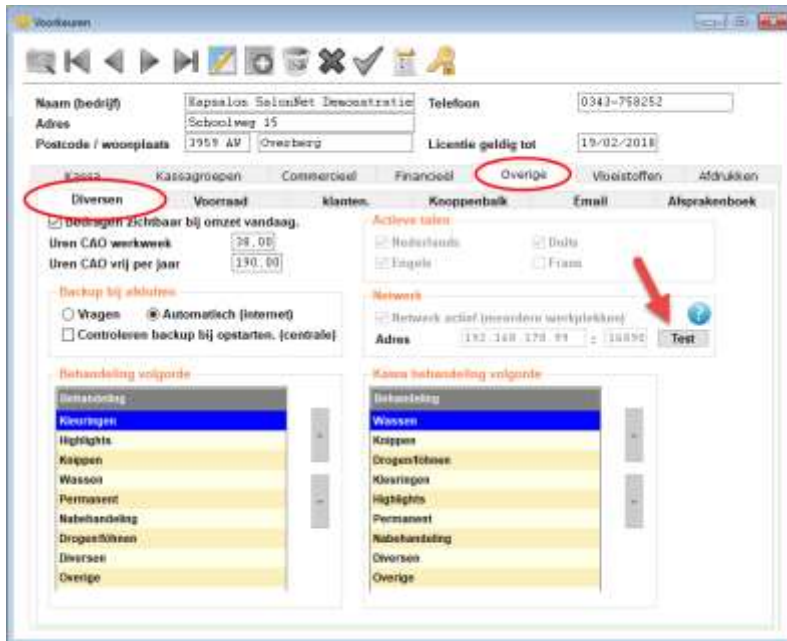 Voorkeuren
Naam (bedrijf) Kapsalon SalonNet Demonstratie Telefoon 0343-758252
Adres Schoolweg 15
Postcode / woonplaats 3959 AW Overberg Licentie geldig tot 19/02/2018
Kassa Kassagroepen Commercieel Financieel Overige Vloeistoffen Afdrukken
Diversen Voorraad klanten. Knoppenbalk Email Afsprakenboek
Bedragen zichtbaar bij omzet vandaag.
Uren CAO werkweek 38.00
Uren CAO vrij per jaar 190.00
Actieve talen
Nederlands Duits
Engels Frans
Backup bij afsluiten
Vragen Automatisch (internet)
Controleren backup bij opstarten. (centrale)
Netwerk
Netwerk actief (meerdere werkplekken)
Adres 192.168.178.99 : Test
Behandeling volgorde
Behandeling
Kleuringen
Highlights
Knippen
Wassen
Permanent
Nabehandeling
Drogen/föhnen
Diversen
Overige
Kassa behandeling volgorde
Behandeling
Wassen
Knippen
Drogen/föhnen
Kleuringen
Highlights
Permanent
Nabehandeling
Diversen
Overige